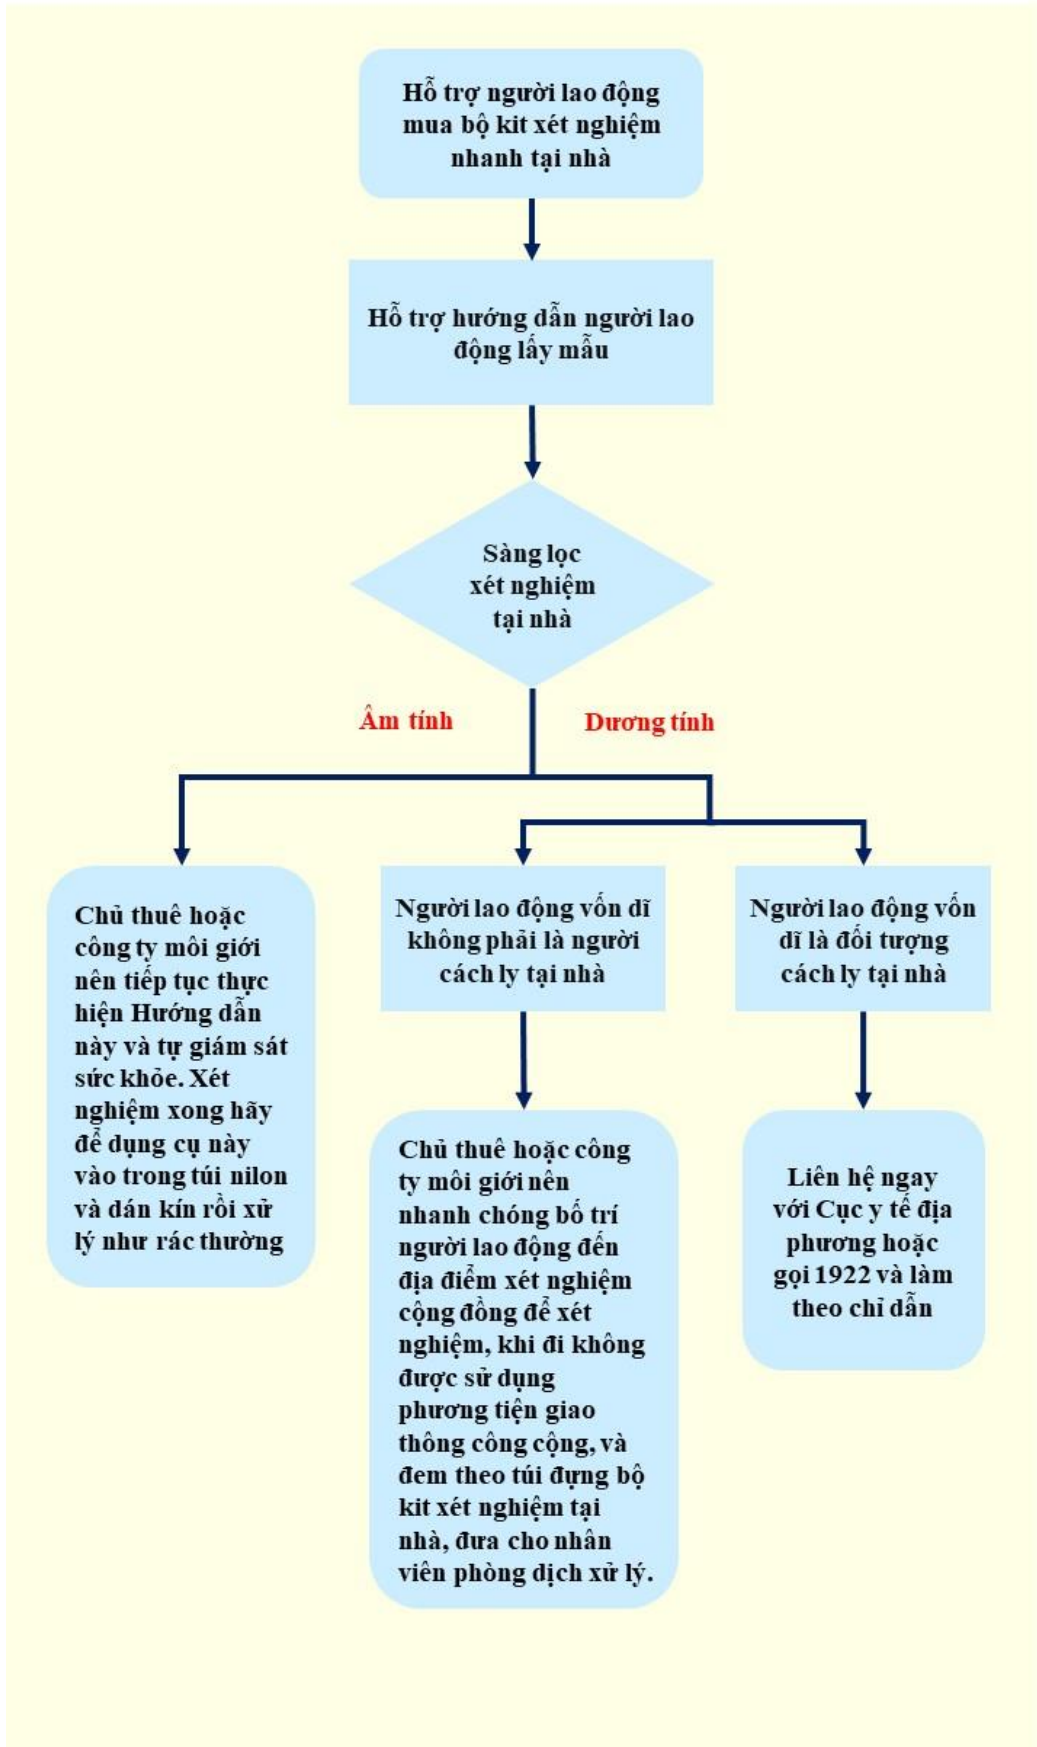 Hỗ trợ người lao động
mua bộ kit xét nghiệm
nhanh tại nhà
Hỗ trợ hướng dẫn người lao
động lấy mẫu
Sàng lọc
xét nghiệm
tại nhà
Âm tính
Dương tính
Chủ thuê hoặc
công ty môi giới
nên tiếp tục thực
hiện Hướng dẫn
này và tự giám sát
sức khỏe. Xét
nghiệm xong hãy
để dụng cụ này
vào trong túi nilon
và dán kín rồi xử
lý như rác thường
Người lao động vốn dĩ
không phải là người
cách ly tại nhà
Chủ thuê hoặc công
ty môi giới nên
nhanh chóng bố trí
người lao động đến
địa điểm xét nghiệm
cộng đồng để xét
nghiệm, khi đi không
được sử dụng
phương tiện giao
thông công cộng, và
đem theo túi đựng bộ
kit xét nghiệm tại
nhà, đưa cho nhân
viên phòng dịch xử lý.
Người lao động vốn
dĩ là đối tượng
cách ly tại nhà
Liên hệ ngay
với Cục y tế địa
phương hoặc
gọi 1922 và làm
theo chỉ dẫn